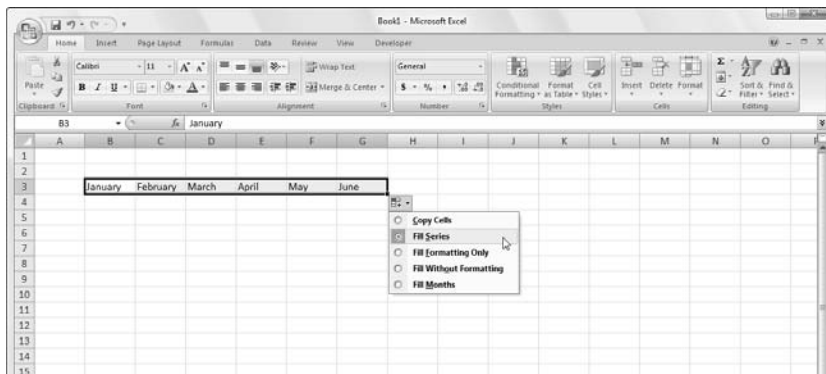 Book1 - Microsoft Excel
Home Insert Page Layout Formulas Data Review View Developer
Calibri 11 A A Wrap Text General Σ
Paste B I U A Merge & Center $ % , Conditional Formatting Format as Table Cell Styles Insert Delete Format Sort & Filter Find & Select
Clipboard Font Alignment Number Styles Cells Editing
B3 fx January
A B C D E F G H I J K L M N O
1
2
3 January February March April May June
4
5 Copy Cells
6 Fill Series
7 Fill Formatting Only
8 Fill Without Formatting
9 Fill Months
10
11
12
13
14
15